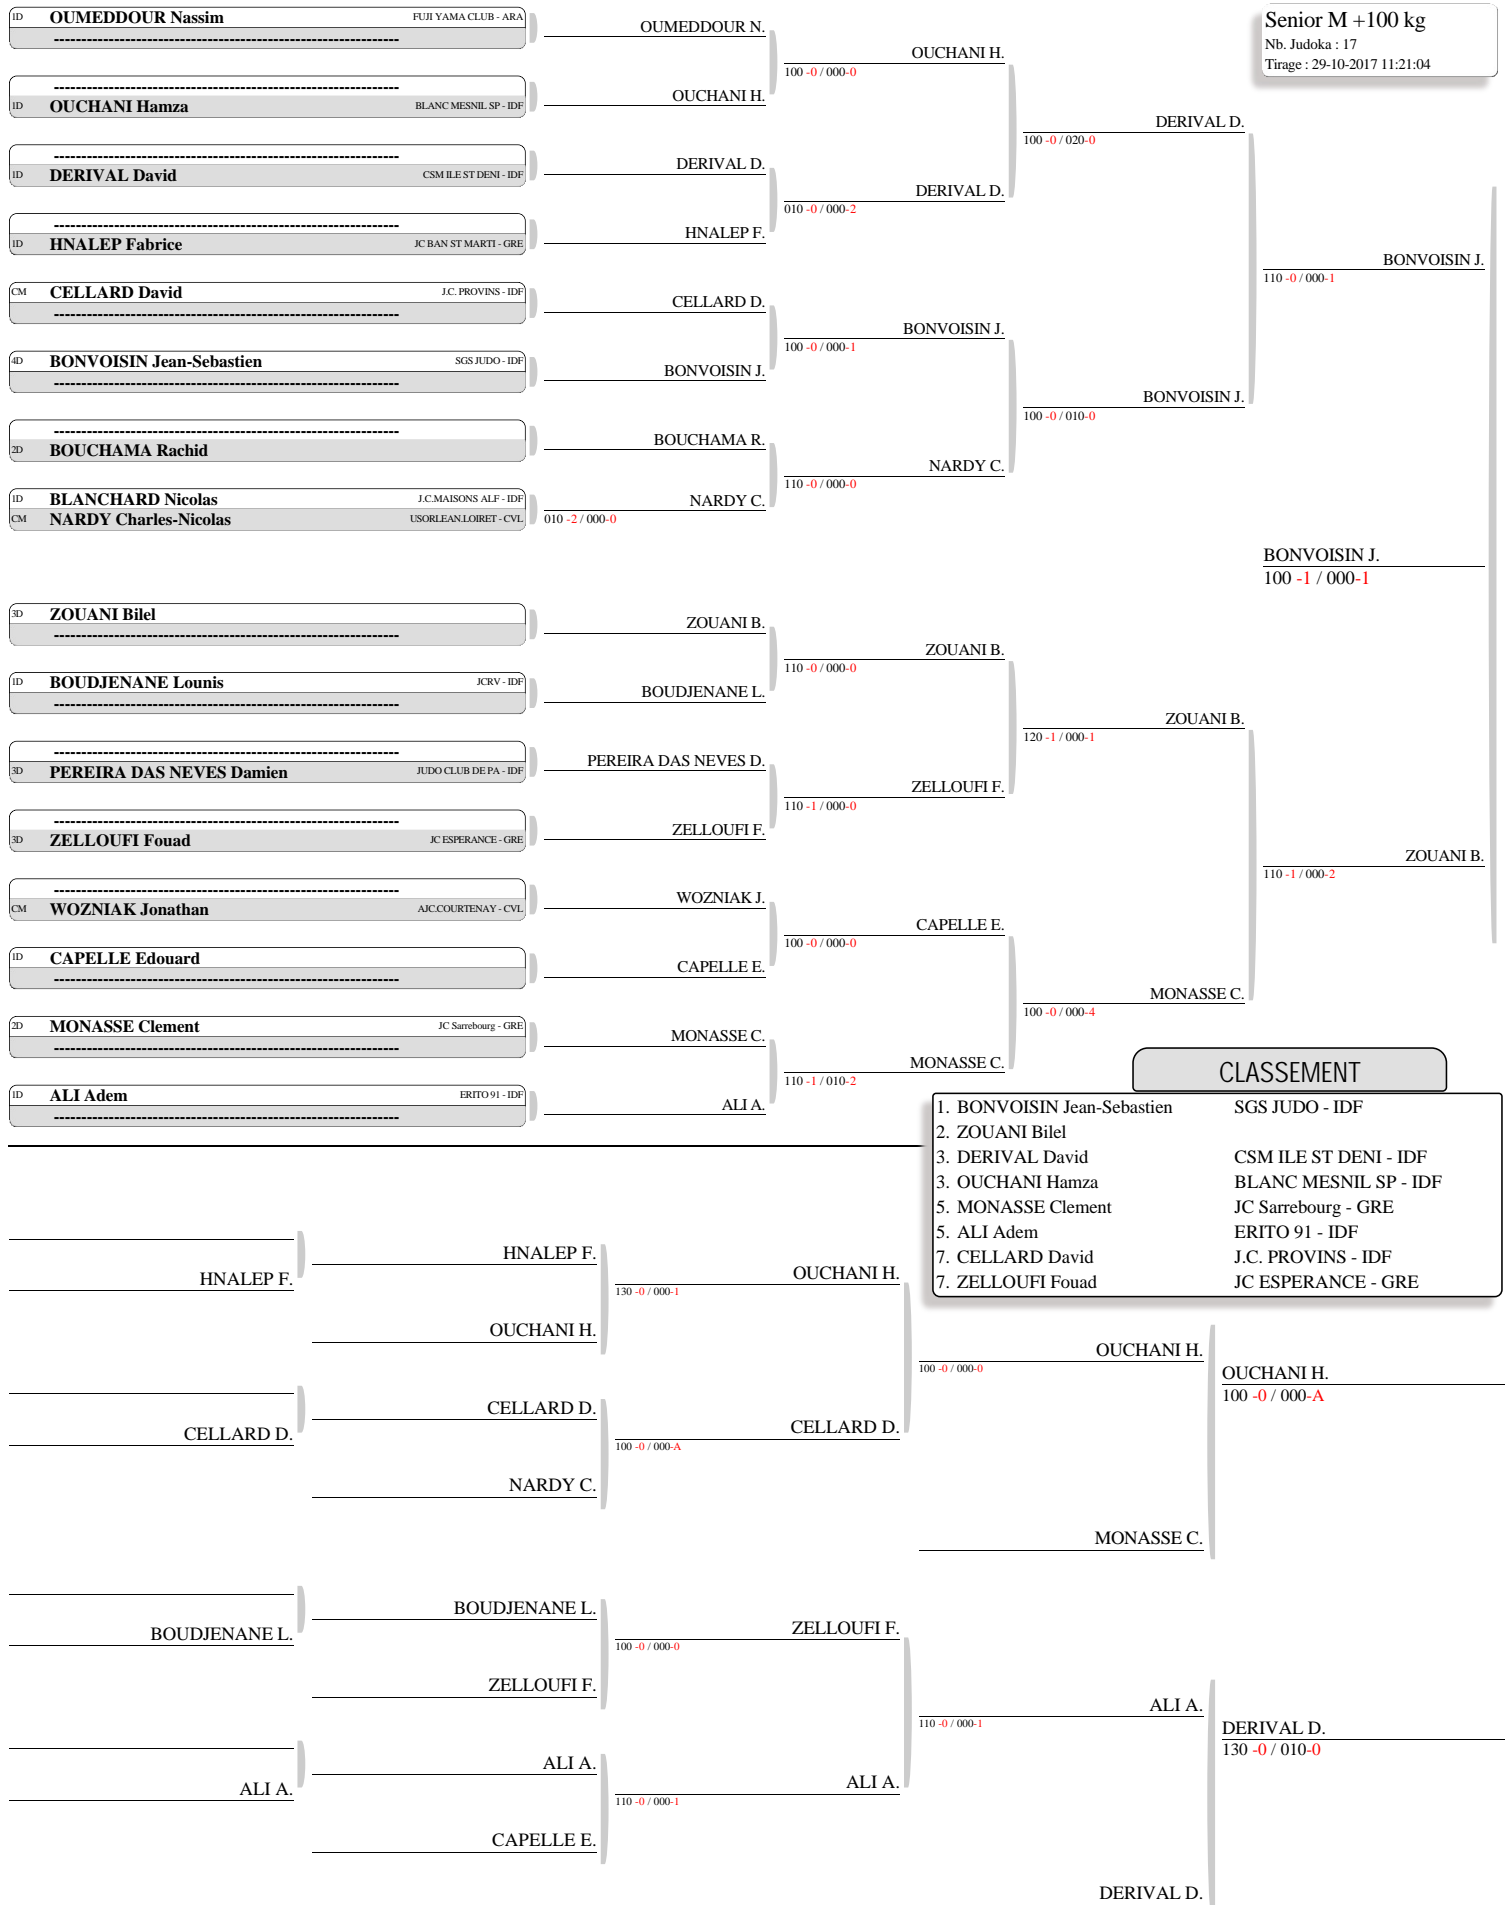 Senior M +100 kg
Nb. Judoka : 17
Tirage : 29-10-2017 11:21:04
1D OUMEDDOUR Nassim FUJI YAMA CLUB - ARA
1D OUCHANI Hamza BLANC MESNIL SP - IDF
1D DERIVAL David CSM ILE ST DENI - IDF
1D HNALEP Fabrice JC BAN ST MARTI - GRE
CM CELLARD David J.C. PROVINS - IDF
4D BONVOISIN Jean-Sebastien SGS JUDO - IDF
2D BOUCHAMA Rachid
1D BLANCHARD Nicolas J.C.MAISONS ALF - IDF
CM NARDY Charles-Nicolas USORLEAN.LOIRET - CVL
3D ZOUANI Bilel
1D BOUDJENANE Lounis JCRV - IDF
3D PEREIRA DAS NEVES Damien JUDO CLUB DE PA - IDF
3D ZELLOUFI Fouad JC ESPERANCE - GRE
CM WOZNIAK Jonathan AJC.COURTENAY - CVL
1D CAPELLE Edouard
2D MONASSE Clement JC Sarrebourg - GRE
1D ALI Adem ERITO 91 - IDF
OUMEDDOUR N.
OUCHANI H.
DERIVAL D.
HNALEP F.
CELLARD D.
BONVOISIN J.
BOUCHAMA R.
NARDY C.
010 -2 / 000-0
ZOUANI B.
BOUDJENANE L.
PEREIRA DAS NEVES D.
ZELLOUFI F.
WOZNIAK J.
CAPELLE E.
MONASSE C.
ALI A.
OUCHANI H.
100 -0 / 000-0
DERIVAL D.
010 -0 / 000-2
BONVOISIN J.
100 -0 / 000-1
NARDY C.
110 -0 / 000-0
ZOUANI B.
110 -0 / 000-0
ZELLOUFI F.
110 -1 / 000-0
CAPELLE E.
100 -0 / 000-0
MONASSE C.
110 -1 / 010-2
DERIVAL D.
100 -0 / 020-0
BONVOISIN J.
100 -0 / 010-0
ZOUANI B.
120 -1 / 000-1
MONASSE C.
100 -0 / 000-4
BONVOISIN J.
110 -0 / 000-1
ZOUANI B.
110 -1 / 000-2
BONVOISIN J.
100 -1 / 000-1
CLASSEMENT
1. BONVOISIN Jean-Sebastien SGS JUDO - IDF
2. ZOUANI Bilel
3. DERIVAL David CSM ILE ST DENI - IDF
3. OUCHANI Hamza BLANC MESNIL SP - IDF
5. MONASSE Clement JC Sarrebourg - GRE
5. ALI Adem ERITO 91 - IDF
7. CELLARD David J.C. PROVINS - IDF
7. ZELLOUFI Fouad JC ESPERANCE - GRE
HNALEP F.
CELLARD D.
BOUDJENANE L.
ALI A.
HNALEP F.
OUCHANI H.
CELLARD D.
NARDY C.
BOUDJENANE L.
ZELLOUFI F.
ALI A.
CAPELLE E.
OUCHANI H.
130 -0 / 000-1
CELLARD D.
100 -0 / 000-A
ZELLOUFI F.
100 -0 / 000-0
ALI A.
110 -0 / 000-1
OUCHANI H.
100 -0 / 000-0
MONASSE C.
ALI A.
110 -0 / 000-1
DERIVAL D.
OUCHANI H.
100 -0 / 000-A
DERIVAL D.
130 -0 / 010-0